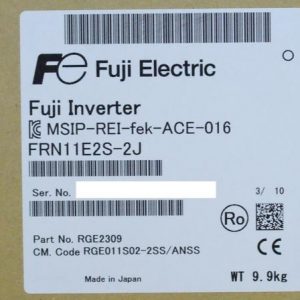 Fe Fuji Electric
Fuji Inverter
MSIP-REI-fek-ACE-016
FRN11E2S-2J
Ser. No.
3/ 10
Ro
Part No. RGE2309
CM. Code RGE011S02-2SS/ANSS
Made in Japan
WT 9.9kg